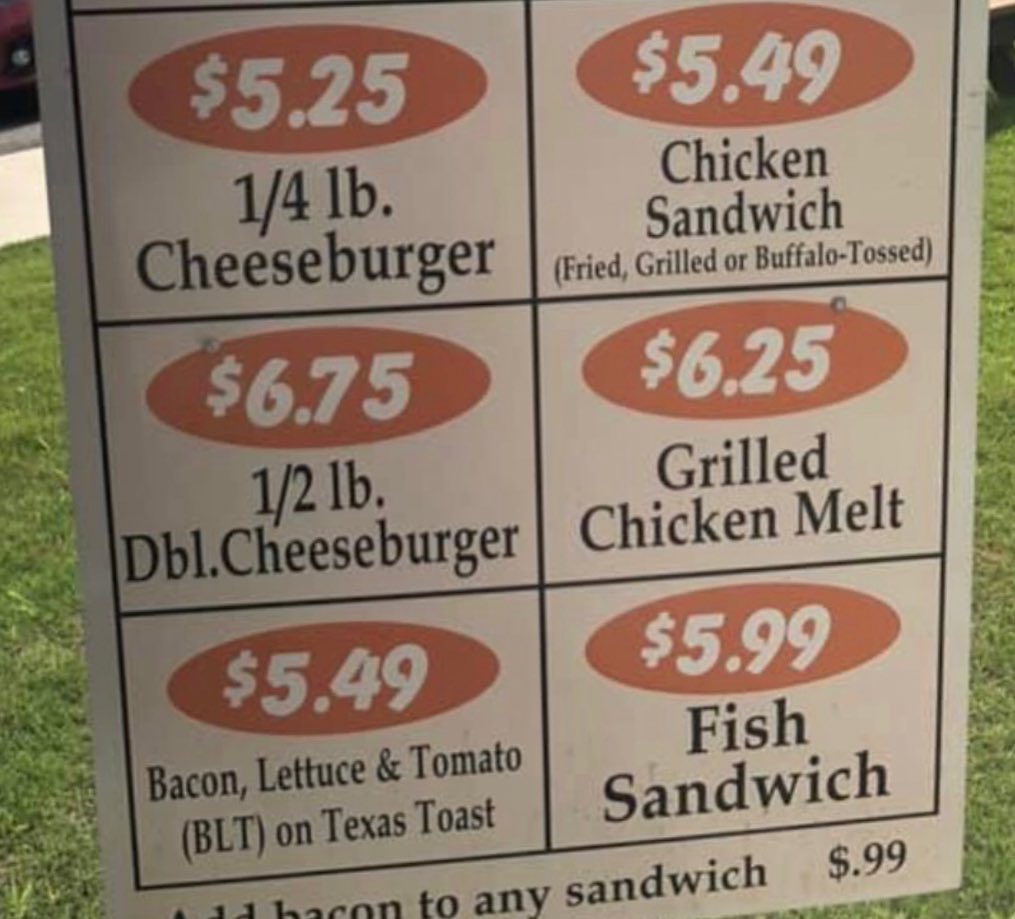 $5.25
1/4 lb.
Cheeseburger
$5.49
Chicken
Sandwich
(Fried, Grilled or Buffalo-Tossed)
$6.75
1/2 lb.
Dbl.Cheeseburger
$6.25
Grilled
Chicken Melt
$5.49
Bacon, Lettuce & Tomato
(BLT) on Texas Toast
$5.99
Fish
Sandwich
Add bacon to any sandwich $.99